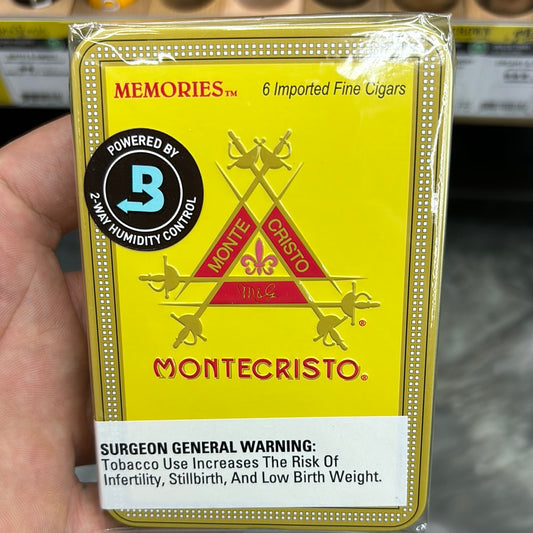 MEMORIES™
6 Imported Fine Cigars
POWERED BY
B
2-WAY HUMIDITY CONTROL
MONTE
CRISTO
M&G
®
MONTECRISTO®
SURGEON GENERAL WARNING:
Tobacco Use Increases The Risk Of
Infertility, Stillbirth, And Low Birth Weight.